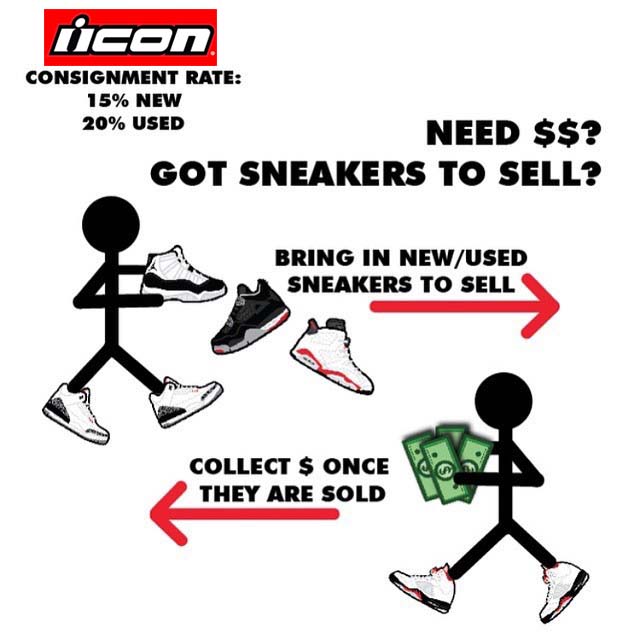 iicon
CONSIGNMENT RATE:
15% NEW
20% USED
NEED $$?
GOT SNEAKERS TO SELL?
BRING IN NEW/USED
SNEAKERS TO SELL
COLLECT $ ONCE
THEY ARE SOLD